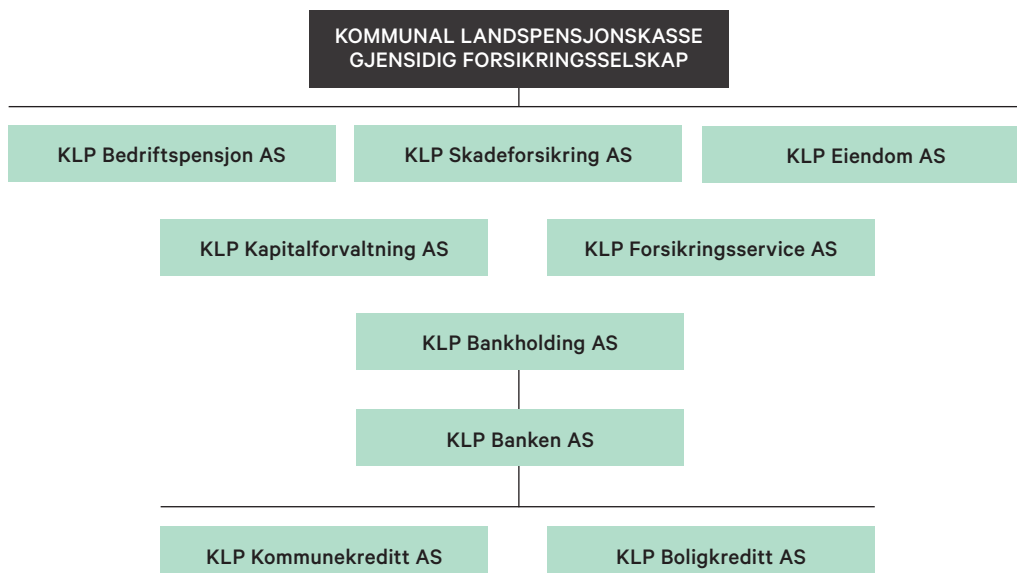 KOMMUNAL LANDSPENSJONSKASSE
GJENSIDIG FORSIKRINGSSELSKAP
KLP Bedriftspensjon AS
KLP Skadeforsikring AS
KLP Eiendom AS
KLP Kapitalforvaltning AS
KLP Forsikringsservice AS
KLP Bankholding AS
KLP Banken AS
KLP Kommunekreditt AS
KLP Boligkreditt AS